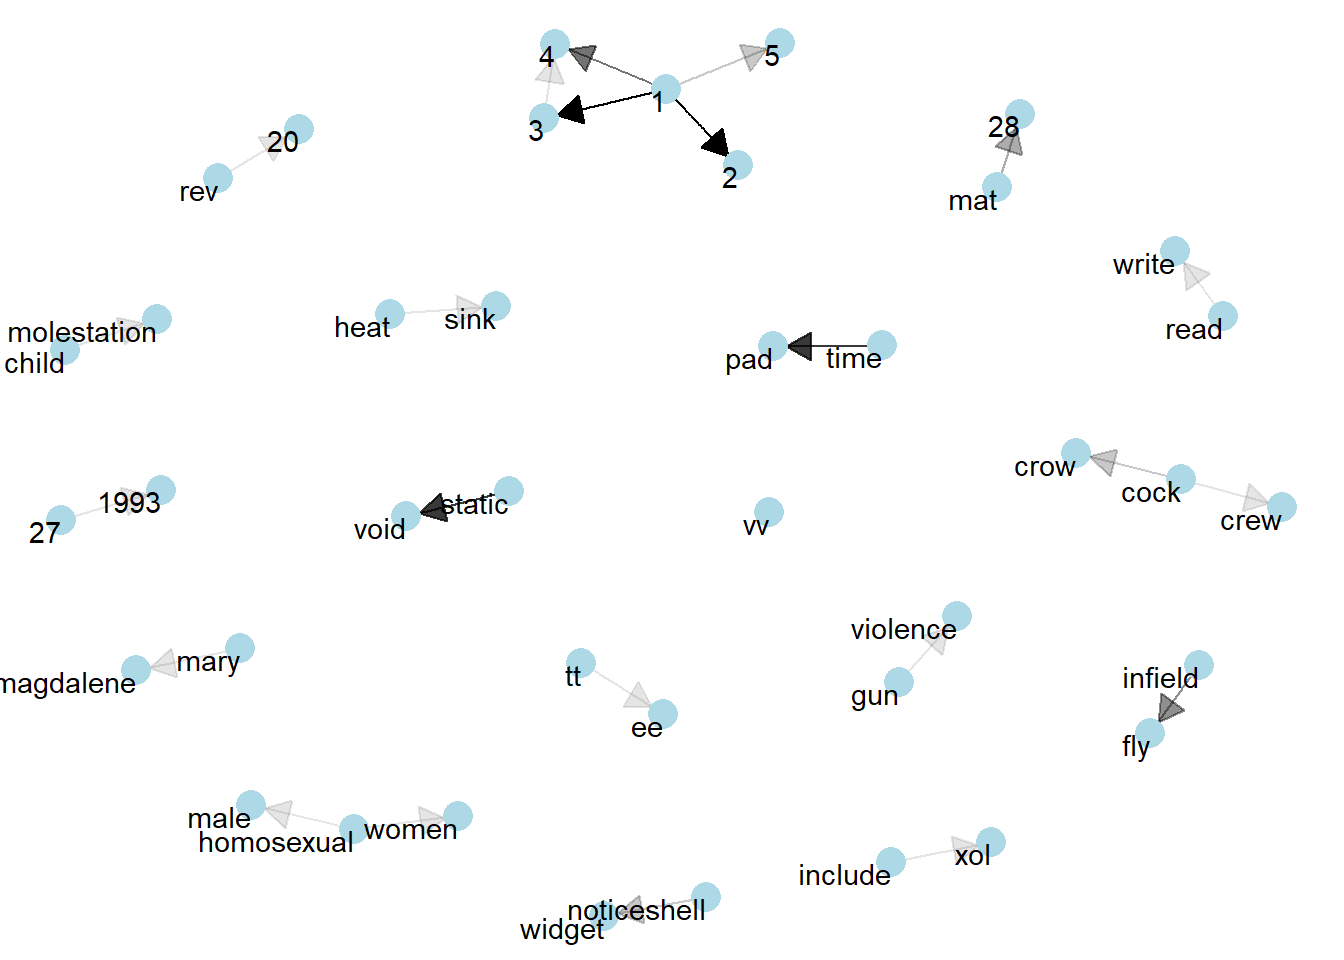 4
5
1
3
2
20
rev
28
mat
write
read
molestation
child
heat
sink
pad
time
crow
cock
crew
27
1993
void
static
vv
magdalene
mary
tt
ee
violence
gun
infield
fly
male
homosexual
women
include
xol
noticeshell
widget